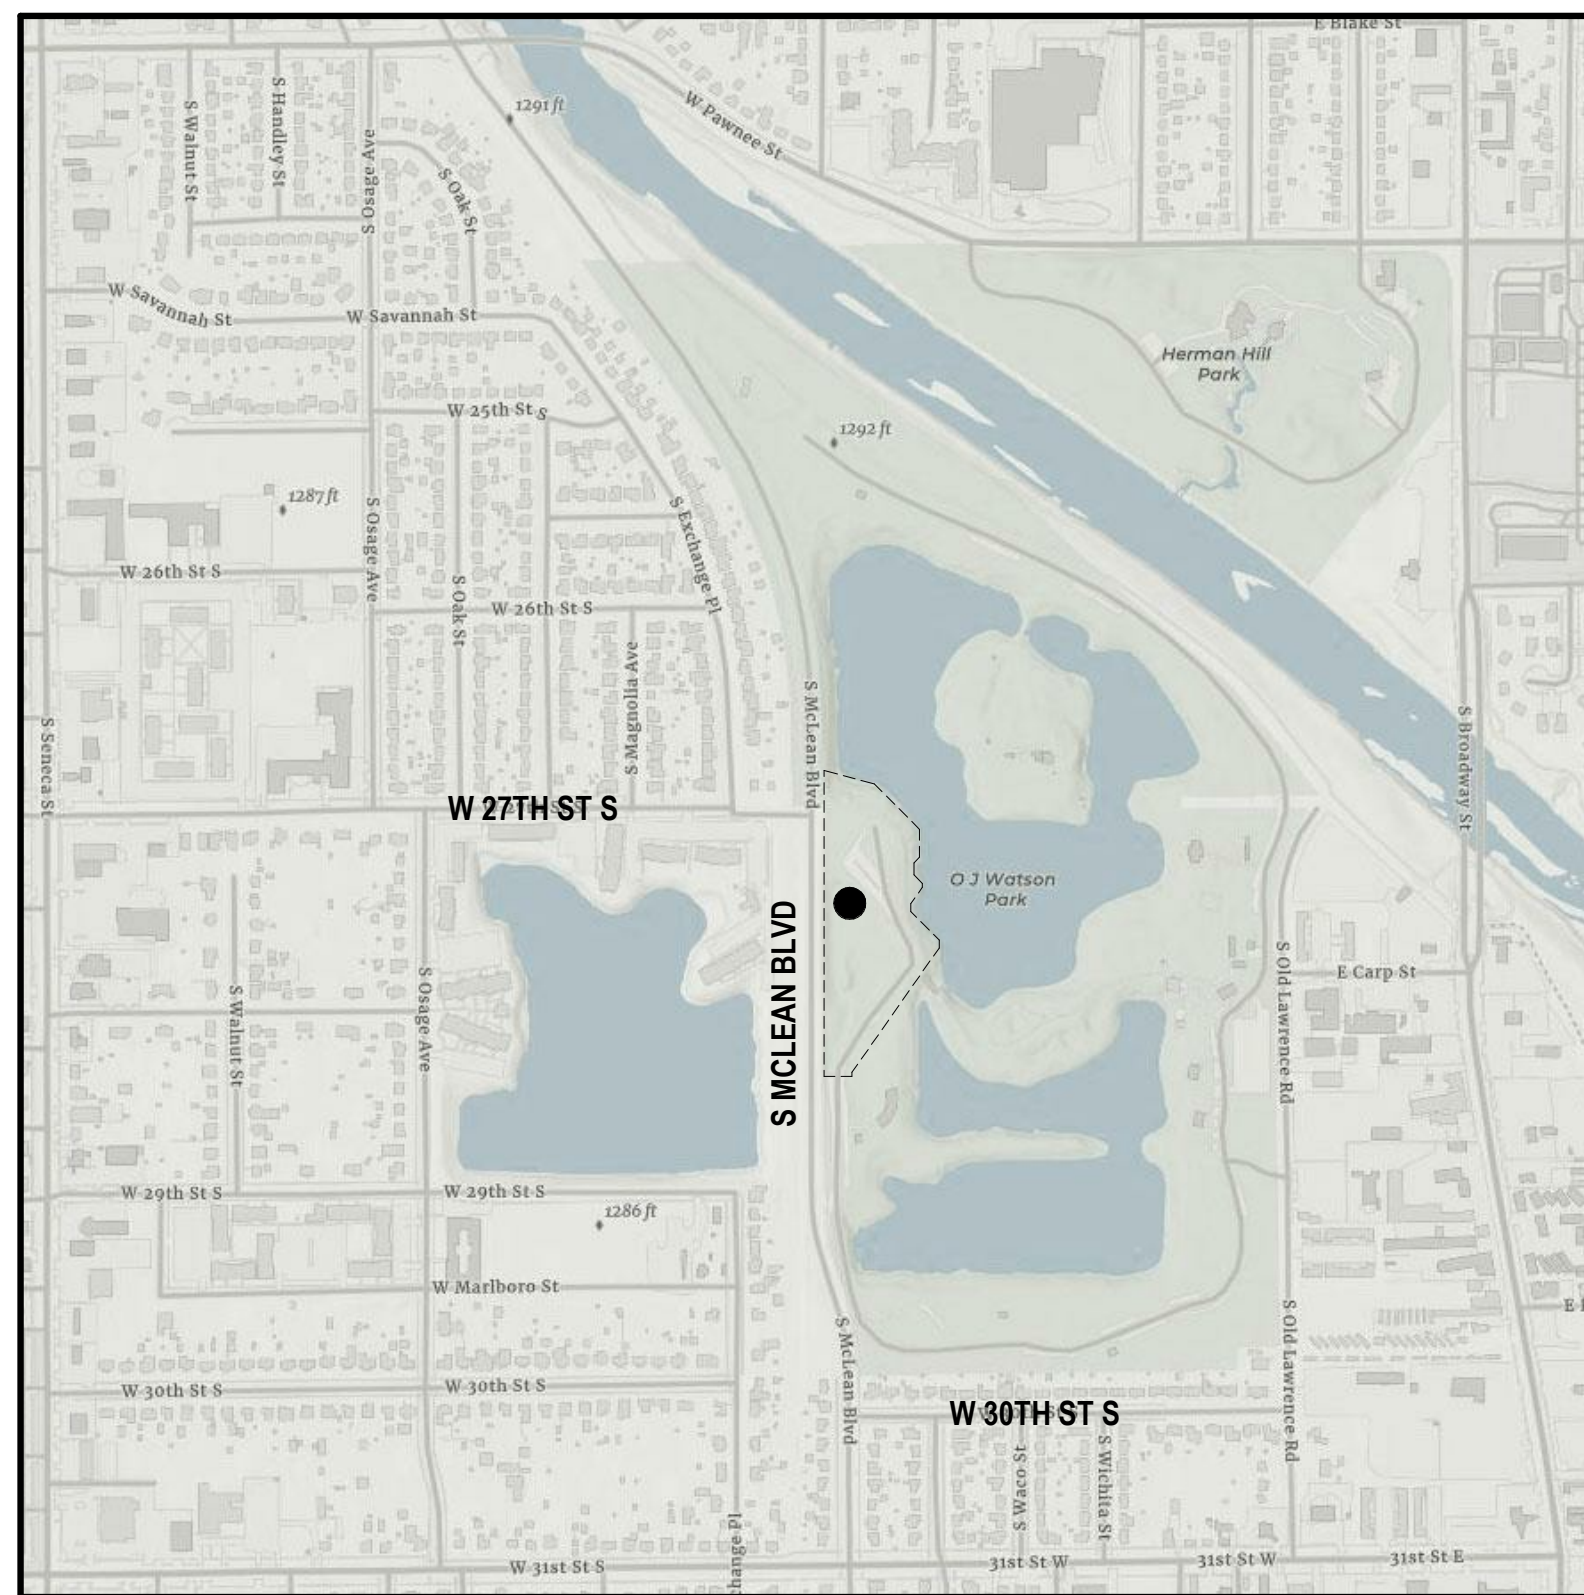 E Blake St
1291 ft
W Pawnee St
S Walnut St
S Handley St
S Osage Ave
S Oak St
W Savannah St
W Savannah St
Herman Hill
Park
W 25th St S
1292 ft
1287 ft
S Osage Ave
S Exchange Pl
W 26th St S
S Oak St
W 26th St S
S Magnolia Ave
S McLean Blvd
S Seneca St
S Broadway St
W 27TH ST S
O J Watson
Park
S MCLEAN BLVD
S Old Lawrence Rd
E Carp St
S Walnut St
S Osage Ave
W 29th St S
W 29th St S
1286 ft
W Marlboro St
S McLean Blvd
S Old Lawrence Rd
W 30th St S
W 30th St S
W 30TH ST S
S Waco St
S Wichita St
change Pl
W 31st St S
31st St W
31st St W
31st St E